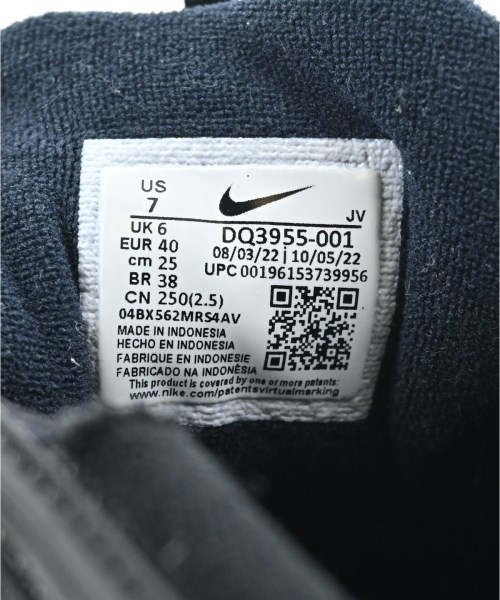 US
7
JV
UK 6
EUR 40
cm 25
BR 38
CN 250(2.5)
DQ3955-001
08/03/22 | 10/05/22
UPC 00196153739956
04BX562MRS4AV
MADE IN INDONESIA
HECHO EN INDONESIA
FABRIQUE EN INDONESIE
FABRICADO NA INDONÉSIA
This product is covered by one or more patents:
www.nike.com/patentsvirtualmarking